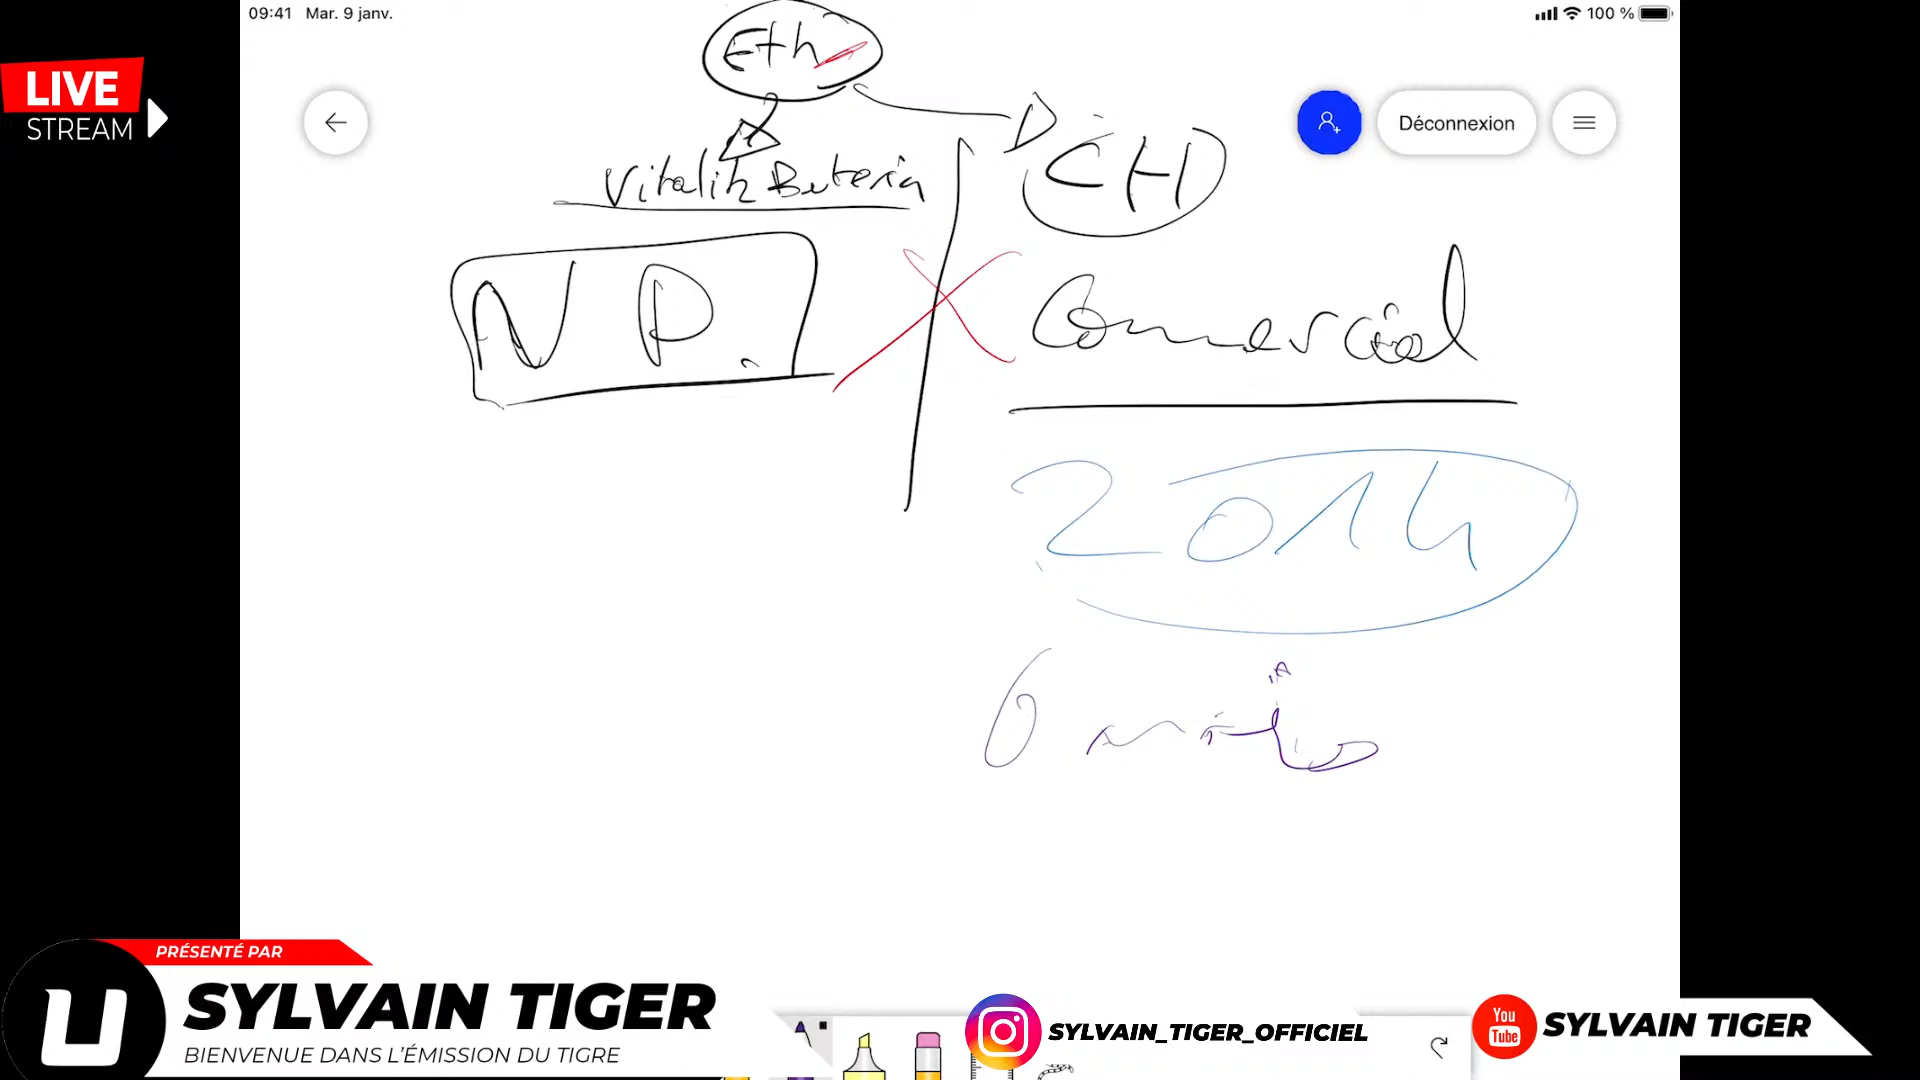 09:41 Mar. 9 janv.
100 %
LIVE
STREAM
Eth
Déconnexion
CH
Vitalik Buterin
N P.
Comercial
2014
6
PRÉSENTÉ PAR
SYLVAIN TIGER
BIENVENUE DANS L'ÉMISSION DU TIGRE
SYLVAIN_TIGER_OFFICIEL
You
Tube
SYLVAIN TIGER